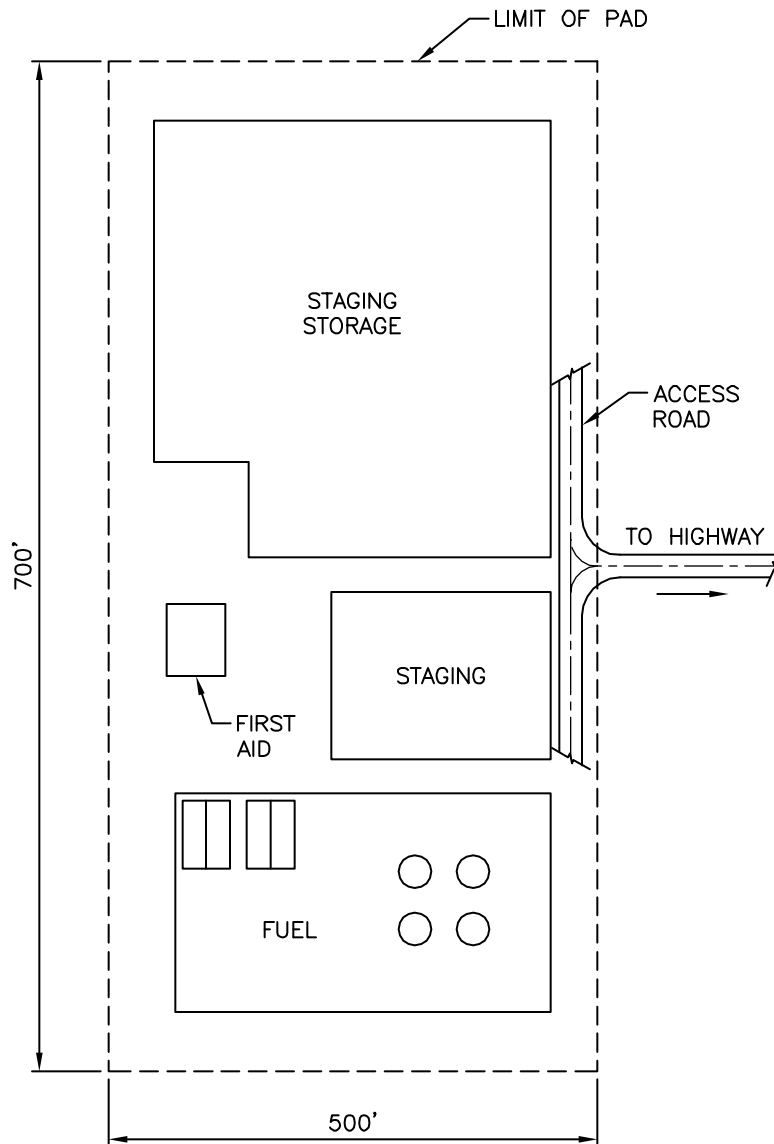 LIMIT OF PAD
STAGING
STORAGE
ACCESS
ROAD
TO HIGHWAY
700'
STAGING
FIRST
AID
FUEL
500'